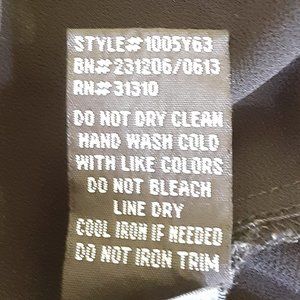 STYLE#1005Y63
BN#231206/0613
RN#31310
DO NOT DRY CLEAN
HAND WASH COLD
WITH LIKE COLORS
DO NOT BLEACH
LINE DRY
COOL IRON IF NEEDED
DO NOT IRON TRIM